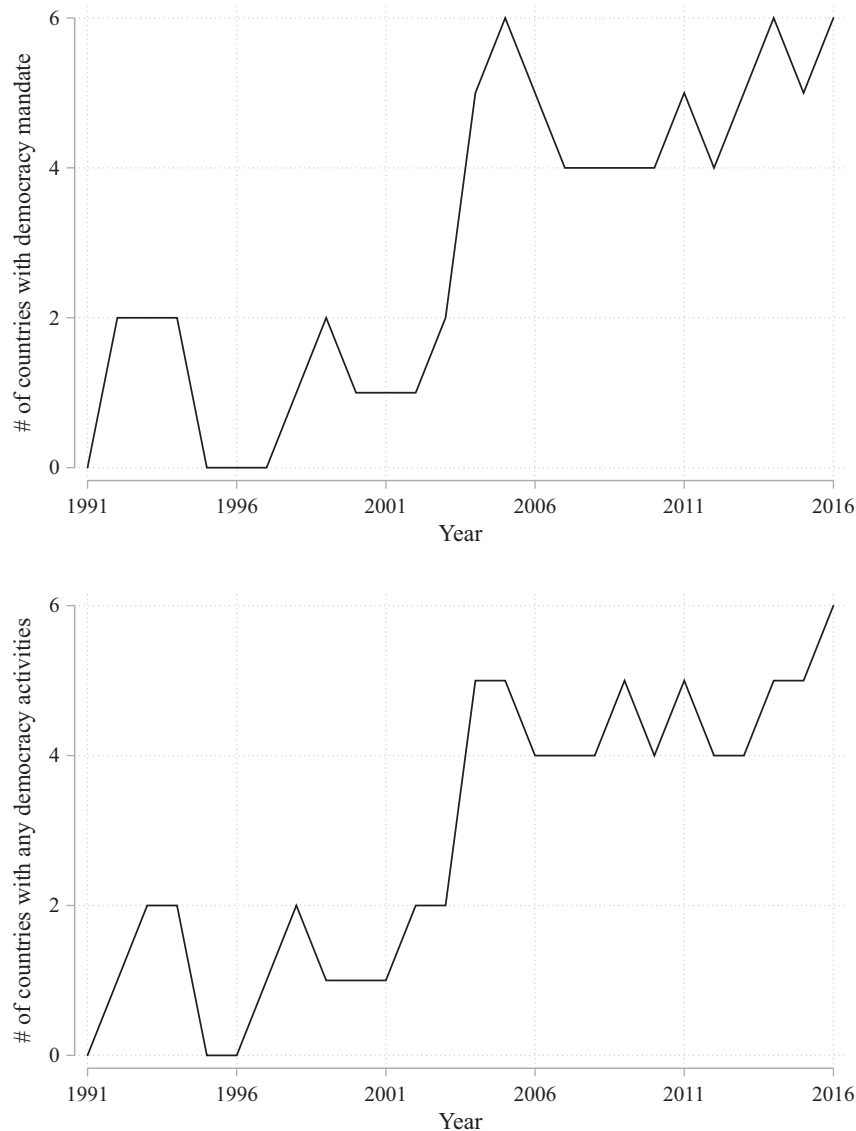 # of countries with democracy mandate
6
4
2
0
1991 1996 2001 2006 2011 2016
Year
# of countries with any democracy activities
6
4
2
0
1991 1996 2001 2006 2011 2016
Year